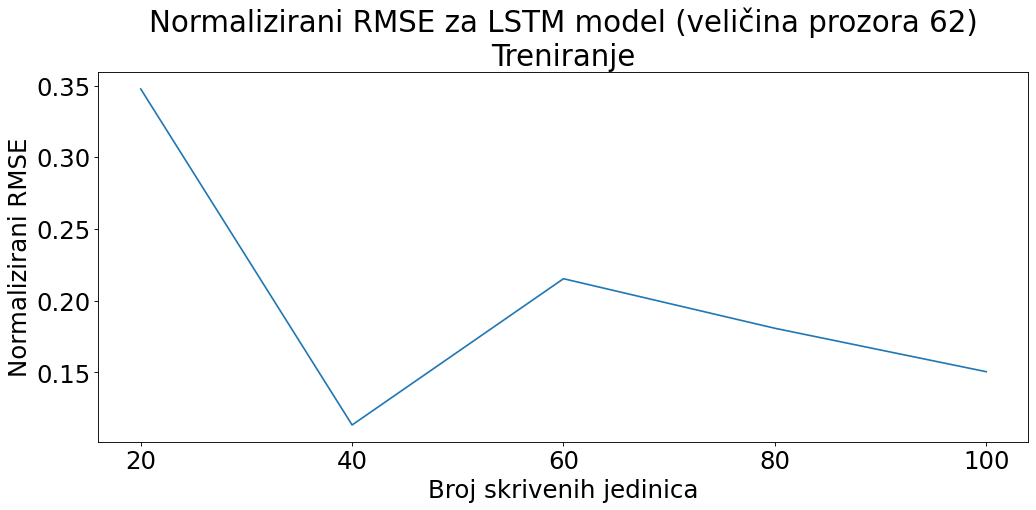 Normalizirani RMSE za LSTM model (veličina prozora 62)
Treniranje
Normalizirani RMSE
0.35
0.30
0.25
0.20
0.15
20 40 60 80 100
Broj skrivenih jedinica